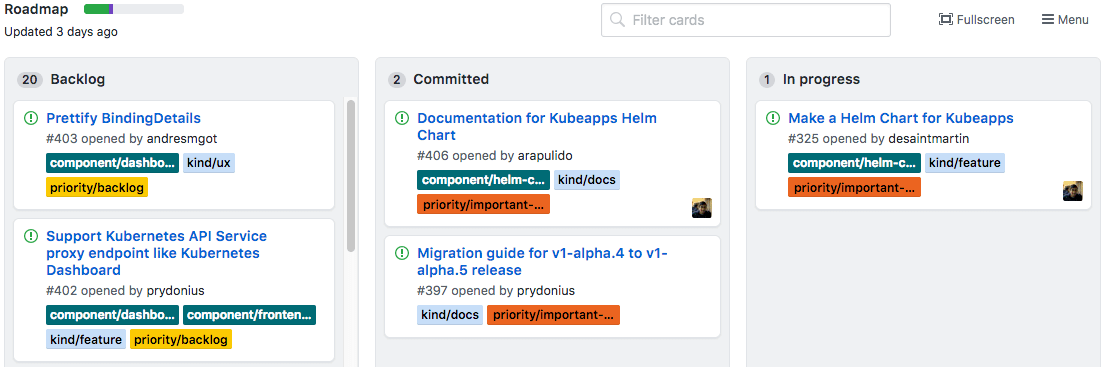 Roadmap
Updated 3 days ago
Filter cards
Fullscreen
Menu
20 Backlog
Prettify BindingDetails
#403 opened by andresmgot
component/dashbo... kind/ux
priority/backlog
Support Kubernetes API Service
proxy endpoint like Kubernetes
Dashboard
#402 opened by prydonius
component/dashbo... component/fronten...
kind/feature priority/backlog
2 Committed
Documentation for Kubeapps Helm
Chart
#406 opened by arapulido
component/helm-c... kind/docs
priority/important-...
Migration guide for v1-alpha.4 to v1-
alpha.5 release
#397 opened by prydonius
kind/docs priority/important-...
1 In progress
Make a Helm Chart for Kubeapps
#325 opened by desaintmartin
component/helm-c... kind/feature
priority/important-...